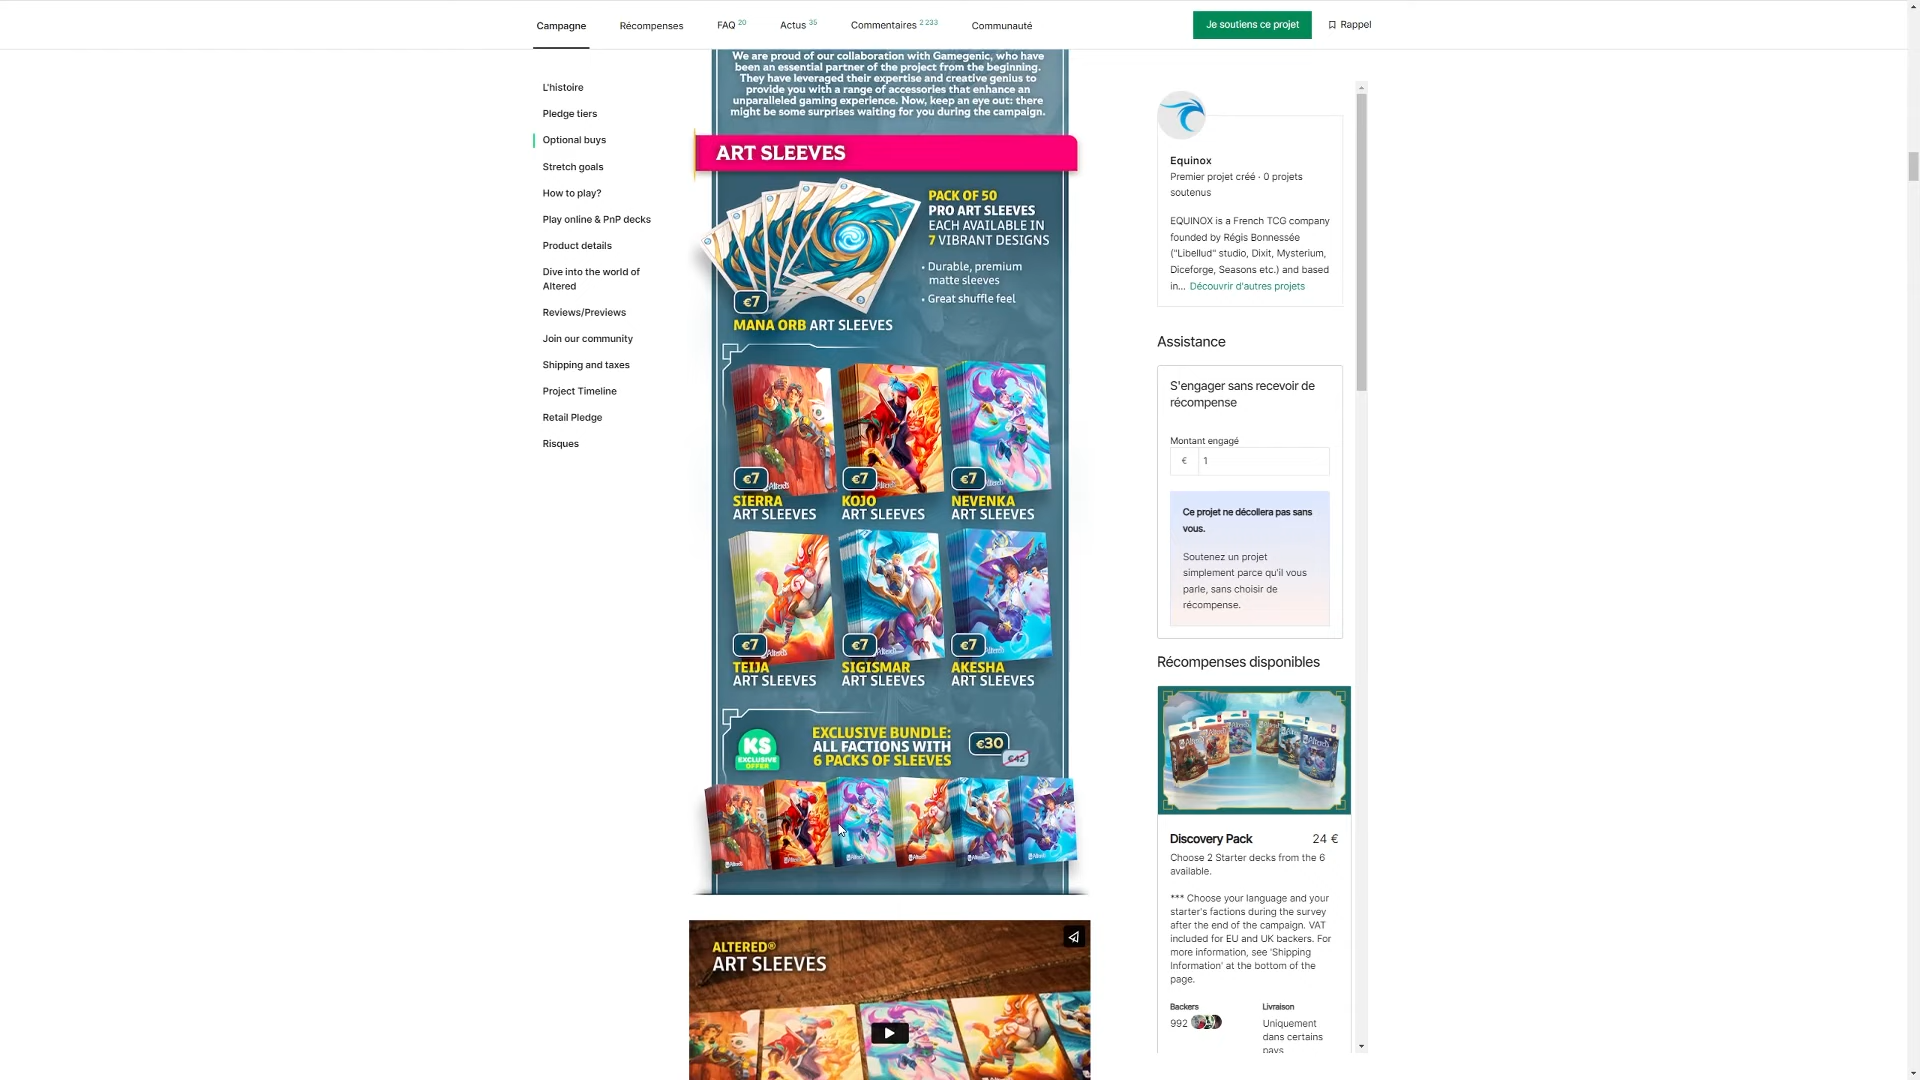 Campagne
Récompenses
FAQ 20
Actus 35
Commentaires 2 233
Communauté
Je soutiens ce projet
Rappel
L'histoire
Pledge tiers
Optional buys
Stretch goals
How to play?
Play online & PnP decks
Product details
Dive into the world of
Altered
Reviews/Previews
Join our community
Shipping and taxes
Project Timeline
Retail Pledge
Risques
We are proud of our collaboration with Gamegenic, who have
been an essential partner of the project from the beginning.
They have leveraged their expertise and creative genius to
provide you with a range of accessories that enhance an
unparalleled gaming experience. Now, keep an eye out: there
might be some surprises waiting for you during the campaign.
ART SLEEVES
PACK OF 50
PRO ART SLEEVES
EACH AVAILABLE IN
7 VIBRANT DESIGNS
• Durable, premium
matte sleeves
• Great shuffle feel
€7
MANA ORB ART SLEEVES
€7
SIERRA
ART SLEEVES
€7
KOJO
ART SLEEVES
€7
NEVENKA
ART SLEEVES
€7
TEIJA
ART SLEEVES
€7
SIGISMAR
ART SLEEVES
€7
AKESHA
ART SLEEVES
KS
EXCLUSIVE
OFFER
EXCLUSIVE BUNDLE:
ALL FACTIONS WITH
6 PACKS OF SLEEVES
€30
€42
ALTERED®
ART SLEEVES
Equinox
Premier projet créé · 0 projets
soutenus
EQUINOX is a French TCG company
founded by Régis Bonnessée
("Libellud" studio, Dixit, Mysterium,
Diceforge, Seasons etc.) and based
in... Découvrir d'autres projets
Assistance
S'engager sans recevoir de
récompense
Montant engagé
€ 1
Ce projet ne décollera pas sans
vous.
Soutenez un projet
simplement parce qu'il vous
parle, sans choisir de
récompense.
Récompenses disponibles
Discovery Pack 24 €
Choose 2 Starter decks from the 6
available.
*** Choose your language and your
starter's factions during the survey
after the end of the campaign. VAT
included for EU and UK backers. For
more information, see 'Shipping
Information' at the bottom of the
page.
Backers
992
Livraison
Uniquement
dans certains
pays